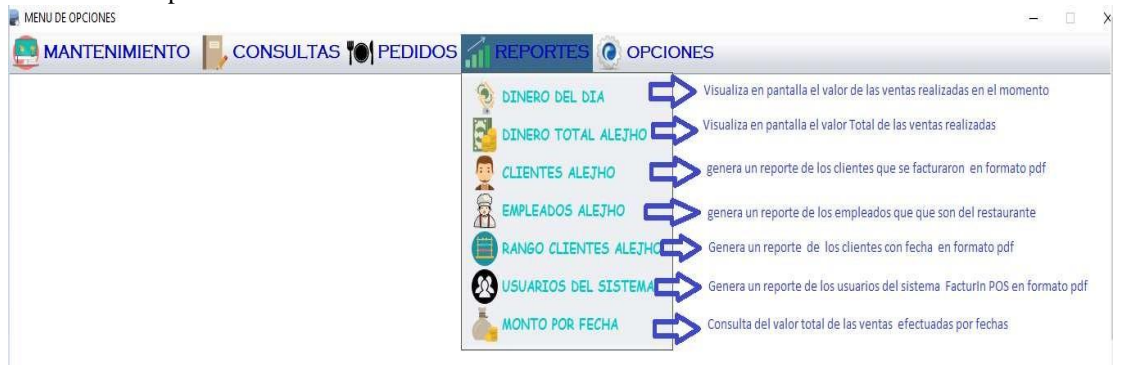 MENU DE OPCIONES
MANTENIMIENTO CONSULTAS PEDIDOS REPORTES OPCIONES
DINERO DEL DIA Visualiza en pantalla el valor de las ventas realizadas en el momento
DINERO TOTAL ALEJHO Visualiza en pantalla el valor Total de las ventas realizadas
CLIENTES ALEJHO genera un reporte de los clientes que se facturaron en formato pdf
EMPLEADOS ALEJHO genera un reporte de los empleados que que son del restaurante
RANGO CLIENTES ALEJHO Genera un reporte de los clientes con fecha en formato pdf
USUARIOS DEL SISTEMA Genera un reporte de los usuarios del sistema FacturIn POS en formato pdf
MONTO POR FECHA Consulta del valor total de las ventas efectuadas por fechas